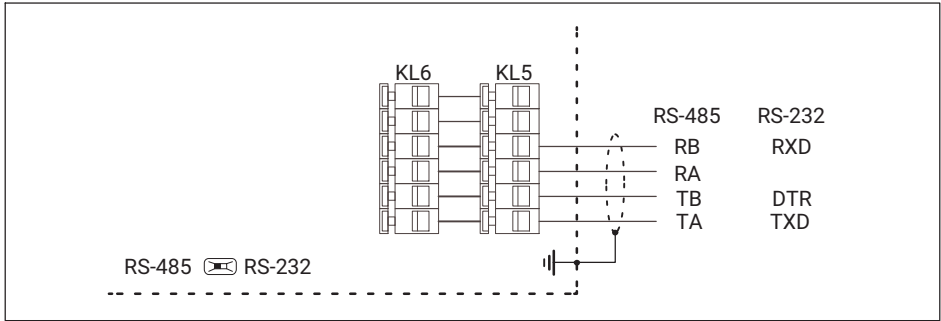 KL6 KL5
RS-485 RS-232
RB RXD
RA
TB DTR
TA TXD
RS-485 RS-232